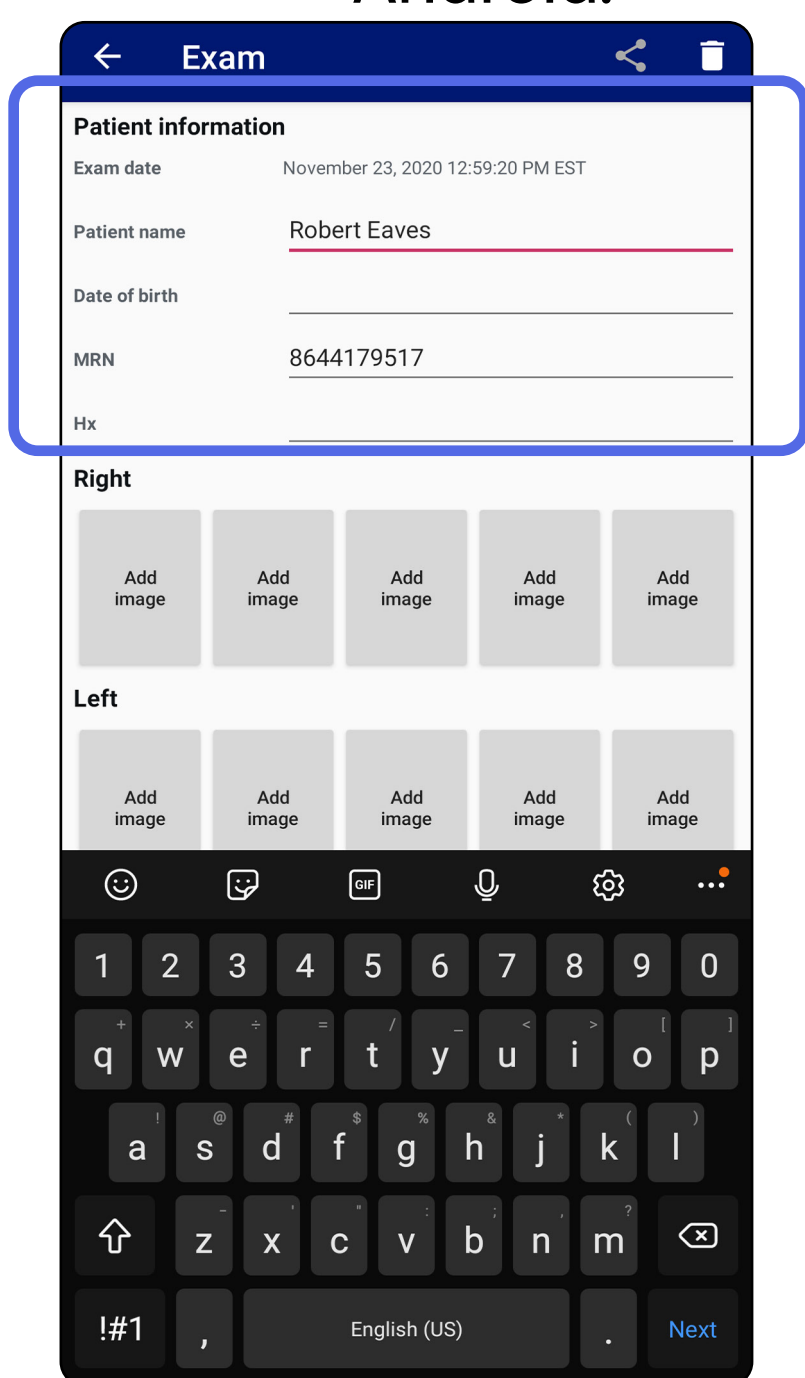 Android:
Exam
Patient information
Exam date November 23, 2020 12:59:20 PM EST
Patient name Robert Eaves
Date of birth
MRN 8644179517
Hx
Right
Add image Add image Add image Add image Add image
Left
Add image Add image Add image Add image Add image
GIF
1 2 3 4 5 6 7 8 9 0
+ × ÷ = / _ < > [ ]
q w e r t y u i o p
! @ # $ % & * ( )
a s d f g h j k l
- ' " : ; , ?
z x c v b n m
!#1 , English (US) . Next